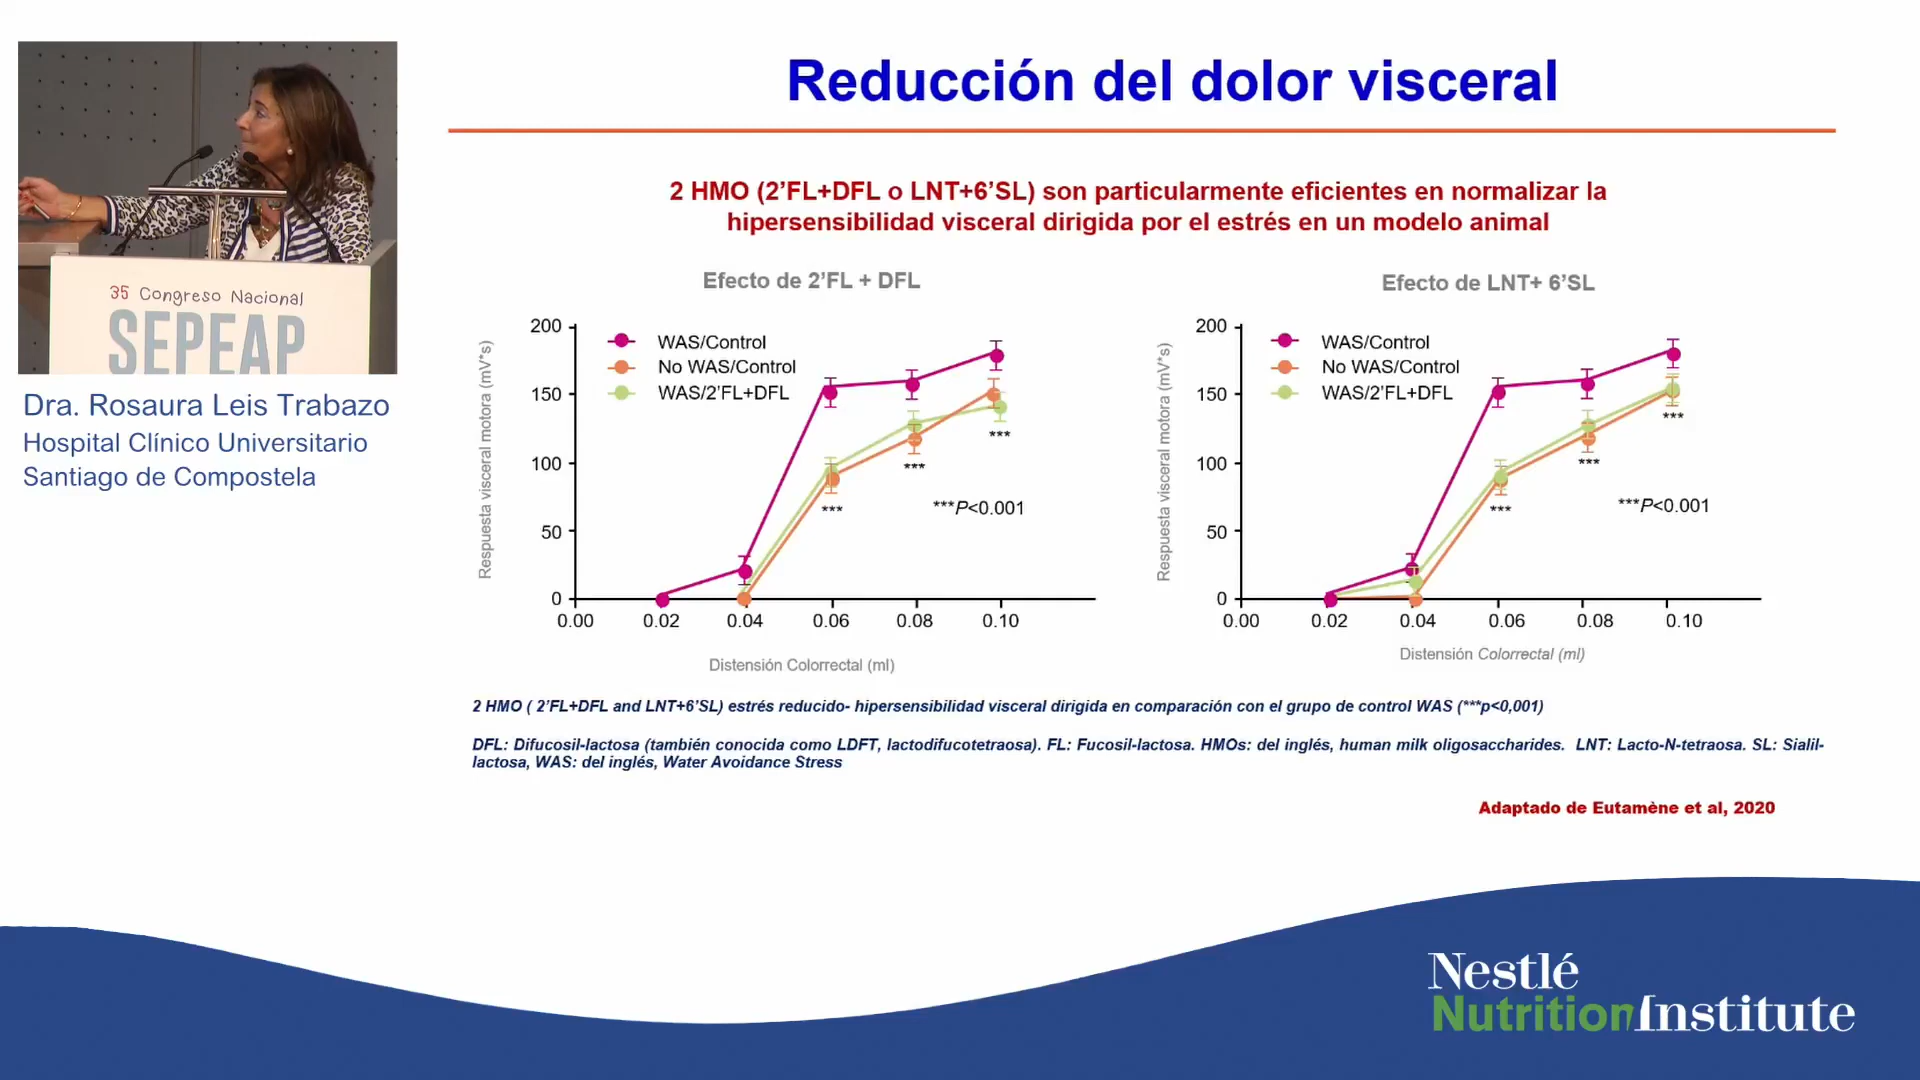 Reducción del dolor visceral
35 Congreso Nacional
SEPEAP
Dra. Rosaura Leis Trabazo
Hospital Clínico Universitario
Santiago de Compostela
2 HMO (2'FL+DFL o LNT+6'SL) son particularmente eficientes en normalizar la
hipersensibilidad visceral dirigida por el estrés en un modelo animal
Efecto de 2'FL + DFL
Respuesta visceral motora (mV*s)
200
150
100
50
0
WAS/Control
No WAS/Control
WAS/2'FL+DFL
***
***
***
***P<0.001
0.00 0.02 0.04 0.06 0.08 0.10
Distensión Colorrectal (ml)
Efecto de LNT+ 6'SL
Respuesta visceral motora (mV*s)
200
150
100
50
0
WAS/Control
No WAS/Control
WAS/2'FL+DFL
***
***
***
***P<0.001
0.00 0.02 0.04 0.06 0.08 0.10
Distensión Colorrectal (ml)
2 HMO ( 2'FL+DFL and LNT+6'SL) estrés reducido- hipersensibilidad visceral dirigida en comparación con el grupo de control WAS (***p<0,001)
DFL: Difucosil-lactosa (también conocida como LDFT, lactodifucotetraosa). FL: Fucosil-lactosa. HMOs: del inglés, human milk oligosaccharides. LNT: Lacto-N-tetraosa. SL: Sialil-
lactosa, WAS: del inglés, Water Avoidance Stress
Adaptado de Eutamène et al, 2020
Nestlé
NutritionInstitute